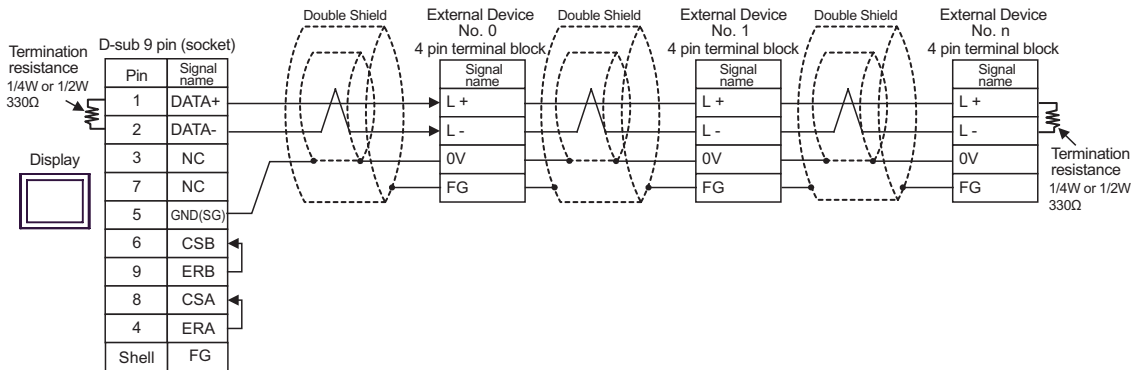 Double Shield
External Device
No. 0
4 pin terminal block
Double Shield
External Device
No. 1
4 pin terminal block
Double Shield
External Device
No. n
4 pin terminal block
Termination
resistance
1/4W or 1/2W
330Ω
D-sub 9 pin (socket)
Pin Signal name
1 DATA+
2 DATA-
3 NC
7 NC
5 GND(SG)
6 CSB
9 ERB
8 CSA
4 ERA
Shell FG
Display
Signal name
L +
L -
0V
FG
Signal name
L +
L -
0V
FG
Signal name
L +
L -
0V
FG
Termination
resistance
1/4W or 1/2W
330Ω